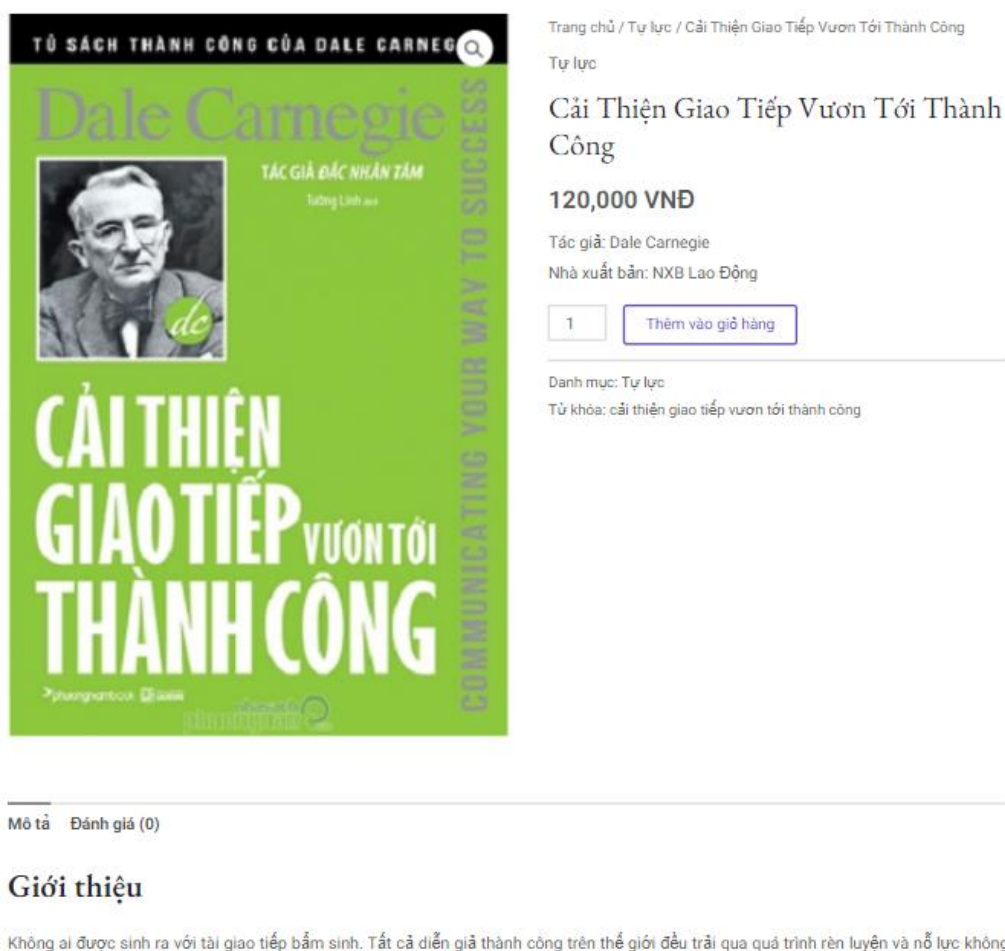 TỦ SÁCH THÀNH CÔNG CỦA DALE CARNEG
Dale Carnegie
TÁC GIẢ ĐẮC NHÂN TÂM
Tường Linh
dc
COMMUNICATING YOUR WAY TO SUCCESS
CẢI THIỆN
GIAO TIẾP VƯƠN TỚI
THÀNH CÔNG
Trang chủ / Tự lực / Cải Thiện Giao Tiếp Vươn Tới Thành Công
Tự lực
Cải Thiện Giao Tiếp Vươn Tới Thành
Công
120,000 VNĐ
Tác giả: Dale Carnegie
Nhà xuất bản: NXB Lao Động
1
Thêm vào giỏ hàng
Danh mục: Tự lực
Từ khóa: cải thiện giao tiếp vươn tới thành công
Mô tả Đánh giá (0)
Giới thiệu
Không ai được sinh ra với tài giao tiếp bẩm sinh. Tất cả diễn giả thành công trên thế giới đều trải qua quá trình rèn luyện và nỗ lực không